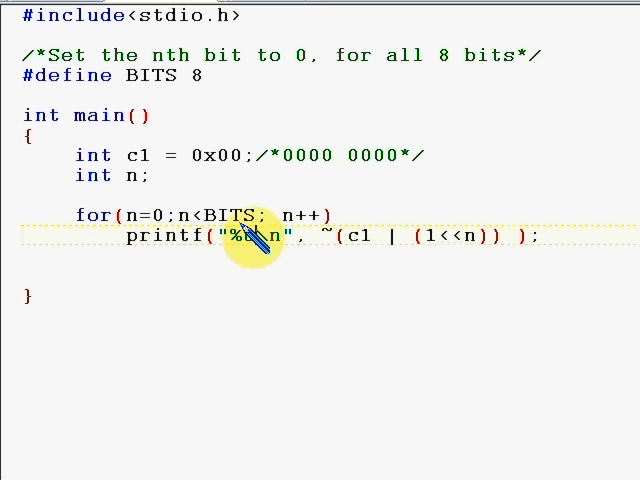 #include<stdio.h>
/*Set the nth bit to 0, for all 8 bits*/
#define BITS 8
int main()
{
int c1 = 0x00;/*0000 0000*/
int n;
for(n=0;n<BITS; n++)
printf(" \n", ~(c1 | (1<<n)) );
}